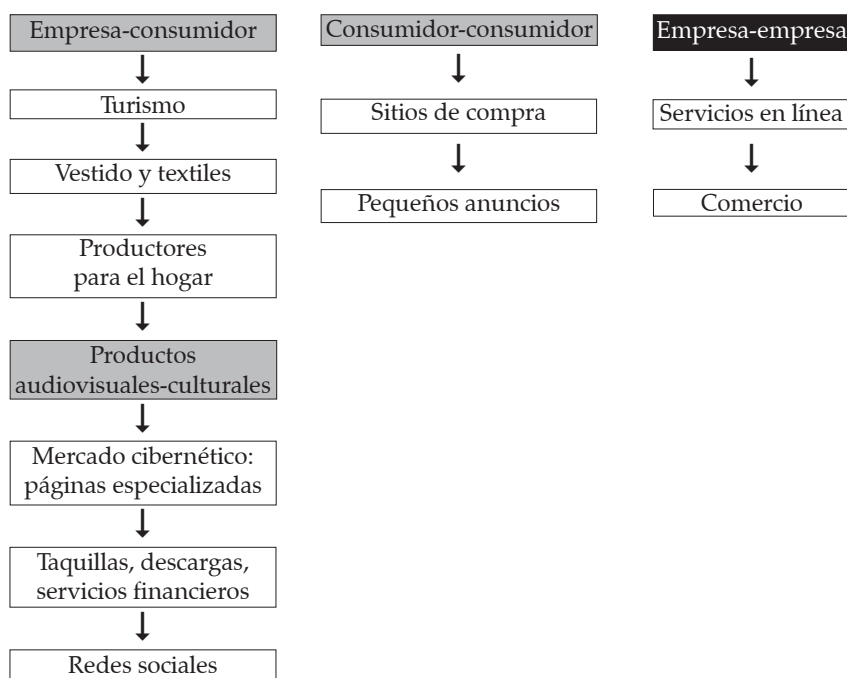 Empresa-consumidor
Turismo
Vestido y textiles
Productores
para el hogar
Productos
audiovisuales-culturales
Mercado cibernético:
páginas especializadas
Taquillas, descargas,
servicios financieros
Redes sociales
Consumidor-consumidor
Sitios de compra
Pequeños anuncios
Empresa-empresa
Servicios en línea
Comercio